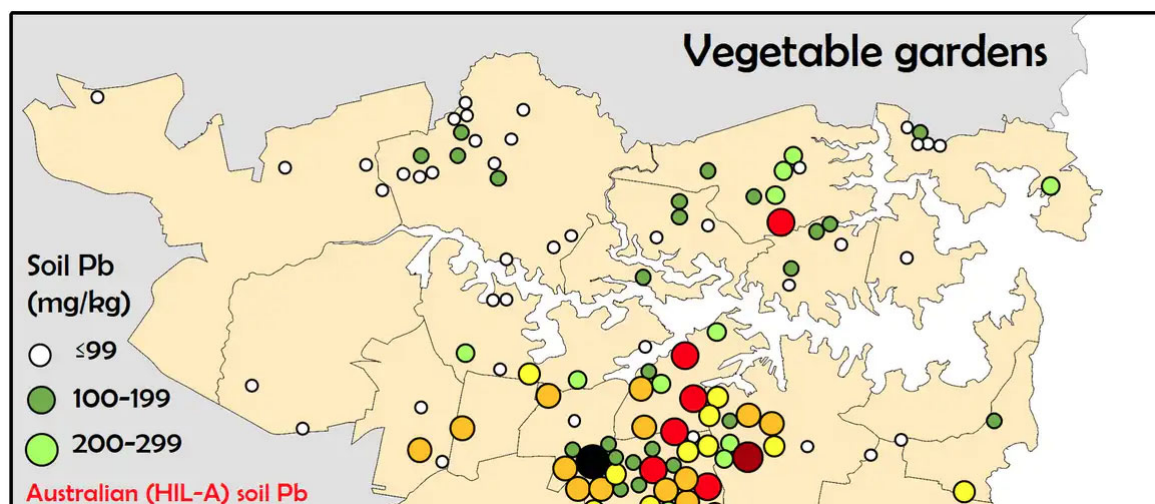 Vegetable gardens
Soil Pb
(mg/kg)
≤99
100-199
200-299
Australian (HIL-A) soil Pb